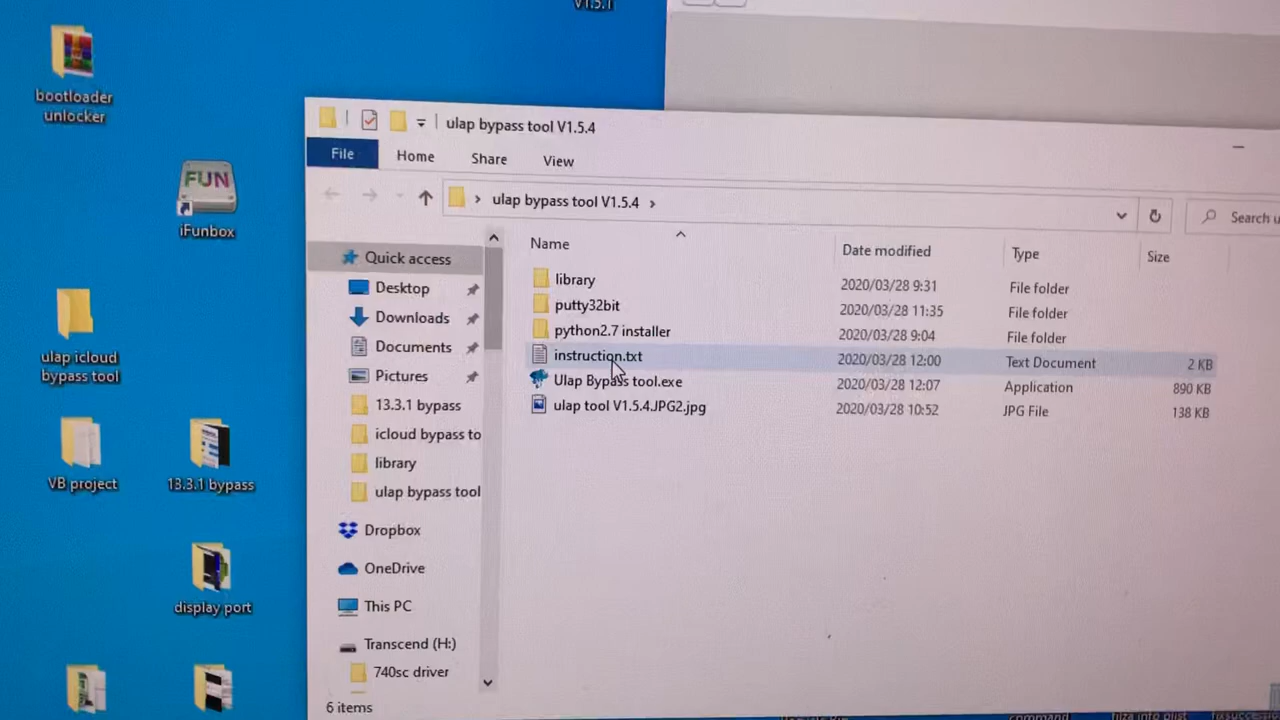 V1.5.1
bootloader
unlocker
FUN
iFunbox
ulap icloud
bypass tool
VB project
13.3.1 bypass
display port
ulap bypass tool V1.5.4
File Home Share View
ulap bypass tool V1.5.4
Search u
Quick access
Desktop
Downloads
Documents
Pictures
13.3.1 bypass
icloud bypass to
library
ulap bypass tool
Dropbox
OneDrive
This PC
Transcend (H:)
740sc driver
Name Date modified Type Size
library 2020/03/28 9:31 File folder
putty32bit 2020/03/28 11:35 File folder
python2.7 installer 2020/03/28 9:04 File folder
instruction.txt 2020/03/28 12:00 Text Document 2 KB
Ulap Bypass tool.exe 2020/03/28 12:07 Application 890 KB
ulap tool V1.5.4.JPG2.jpg 2020/03/28 10:52 JPG File 138 KB
6 items